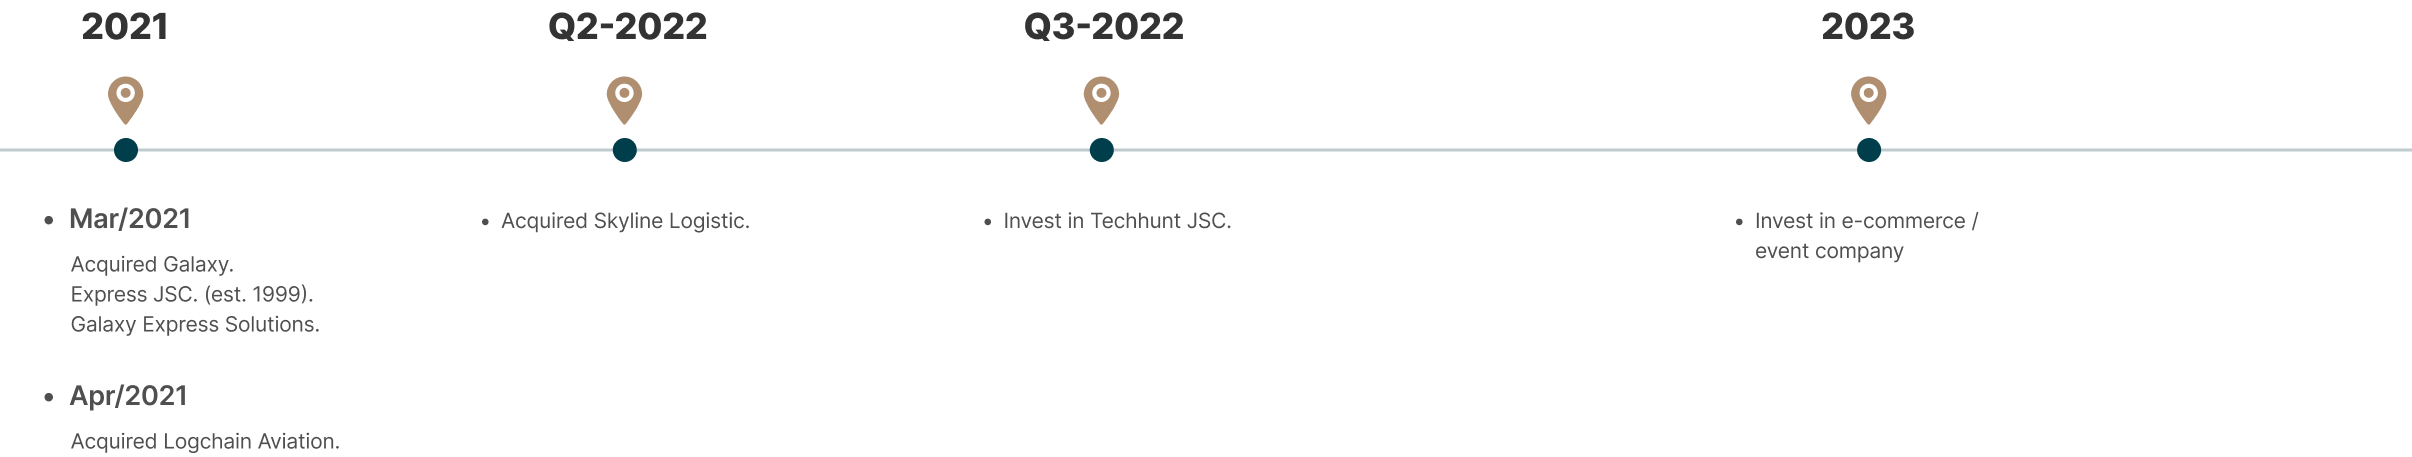 2021
• Mar/2021
Acquired Galaxy.
Express JSC. (est. 1999).
Galaxy Express Solutions.
• Apr/2021
Acquired Logchain Aviation.
Q2-2022
• Acquired Skyline Logistic.
Q3-2022
• Invest in Techhunt JSC.
2023
• Invest in e-commerce /
event company